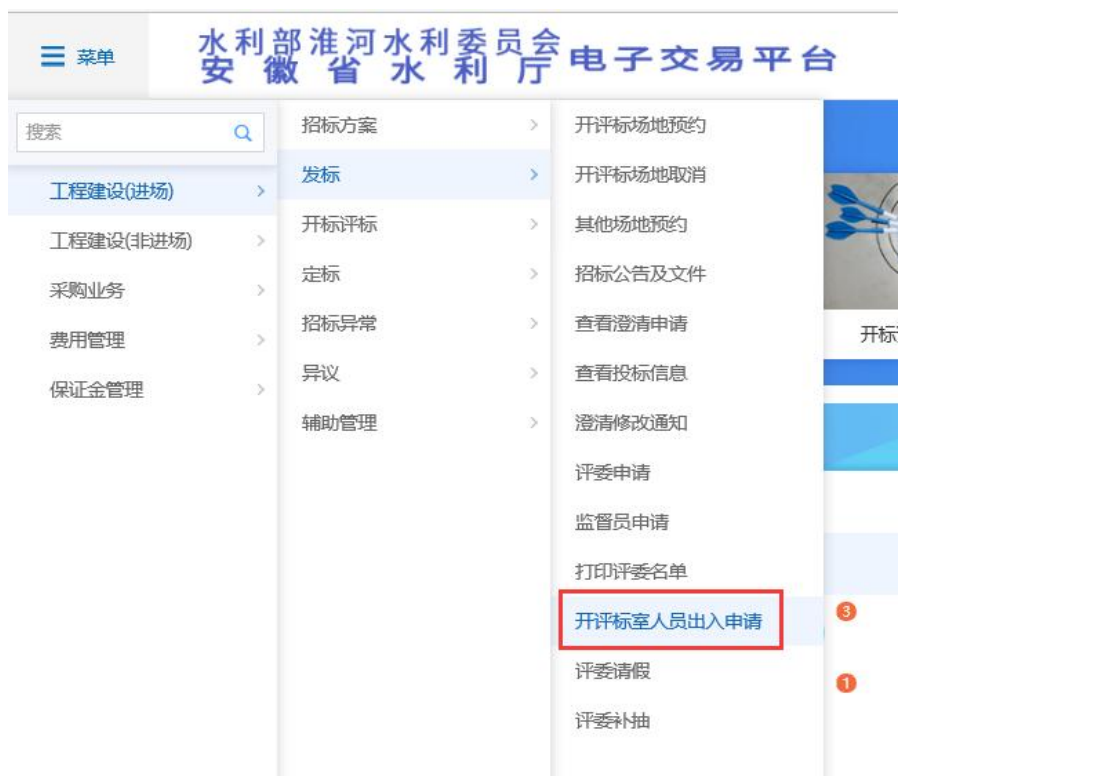 菜单
水利部淮河水利委员会
安徽省水利厅
电子交易平台
搜索
工程建设(进场)
工程建设(非进场)
采购业务
费用管理
保证金管理
招标方案
发标
开标评标
定标
招标异常
异议
辅助管理
开评标场地预约
开评标场地取消
其他场地预约
招标公告及文件
查看澄清申请
查看投标信息
澄清修改通知
评委申请
监督员申请
打印评委名单
开评标室人员出入申请
评委请假
评委补抽
开标
3
1